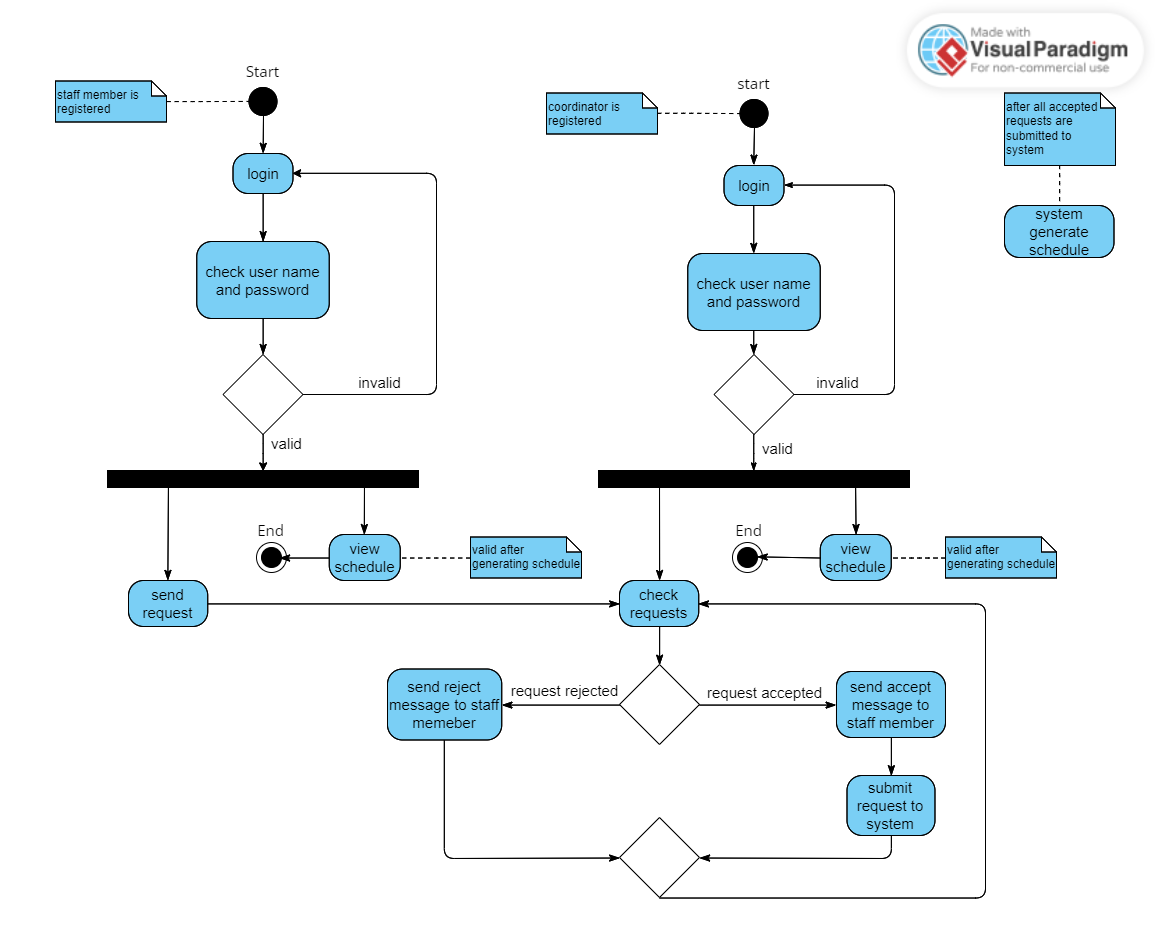 Made with
VisualParadigm
For non-commercial use
Start
staff member is
registered
login
check user name
and password
invalid
valid
End
view
schedule
valid after
generating schedule
send
request
start
coordinator is
registered
login
check user name
and password
invalid
valid
End
view
schedule
valid after
generating schedule
check
requests
request rejected
request accepted
send reject
message to staff
memeber
send accept
message to
staff member
submit
request to
system
after all accepted
requests are
submitted to
system
system
generate
schedule